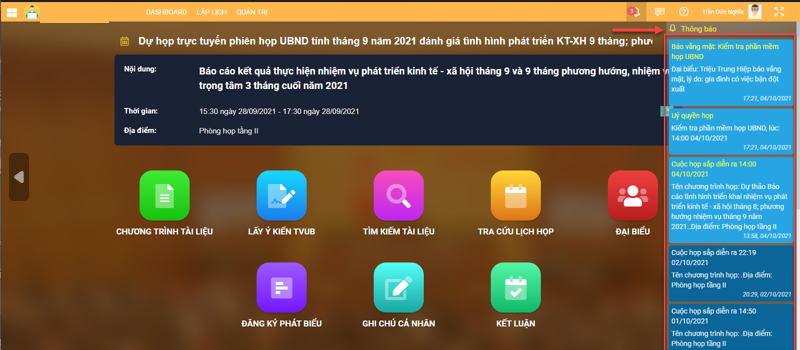 DASHBOARD LẬP LỊCH QUẢN TRỊ
3
Trần Đức Nghĩa
Dự họp trực tuyến phiên họp UBND tỉnh tháng 9 năm 2021 đánh giá tình hình phát triển KT-XH 9 tháng; phươ
Nội dung:
Báo cáo kết quả thực hiện nhiệm vụ phát triển kinh tế - xã hội tháng 9 và 9 tháng phương hướng, nhiệm vụ
trọng tâm 3 tháng cuối năm 2021
Thời gian:
15:30 ngày 28/09/2021 - 17:30 ngày 28/09/2021
Địa điểm:
Phòng họp tầng II
CHƯƠNG TRÌNH TÀI LIỆU
LẤY Ý KIẾN TVUB
TÌM KIẾM TÀI LIỆU
TRA CỨU LỊCH HỌP
ĐẠI BIỂU
ĐĂNG KÝ PHÁT BIỂU
GHI CHÚ CÁ NHÂN
KẾT LUẬN
Thông báo
Báo vắng mặt: Kiểm tra phần mềm
họp UBND
Đại biểu: Triệu Trung Hiệp báo vắng
mặt, lý do: gia đình có việc bận đột
xuất
17:21, 04/10/2021
Uỷ quyền họp
Kiểm tra phần mềm họp UBND, lúc:
14:00 04/10/2021
17:21, 04/10/2021
Cuộc họp sắp diễn ra 14:00
04/10/2021
Tên chương trình họp: Dự thảo Báo
cáo tình hình triển khai nhiệm vụ phát
triển kinh tế - xã hội tháng 8; phương
hướng nhiệm vụ tháng 9 năm
2021..Địa điểm: Phòng họp tầng II
13:58, 04/10/2021
Cuộc họp sắp diễn ra 22:19
02/10/2021
Tên chương trình họp: .Địa điểm:
Phòng họp tầng II
20:29, 02/10/2021
Cuộc họp sắp diễn ra 14:50
01/10/2021
Tên chương trình họp: .Địa điểm:
Phòng họp tầng II